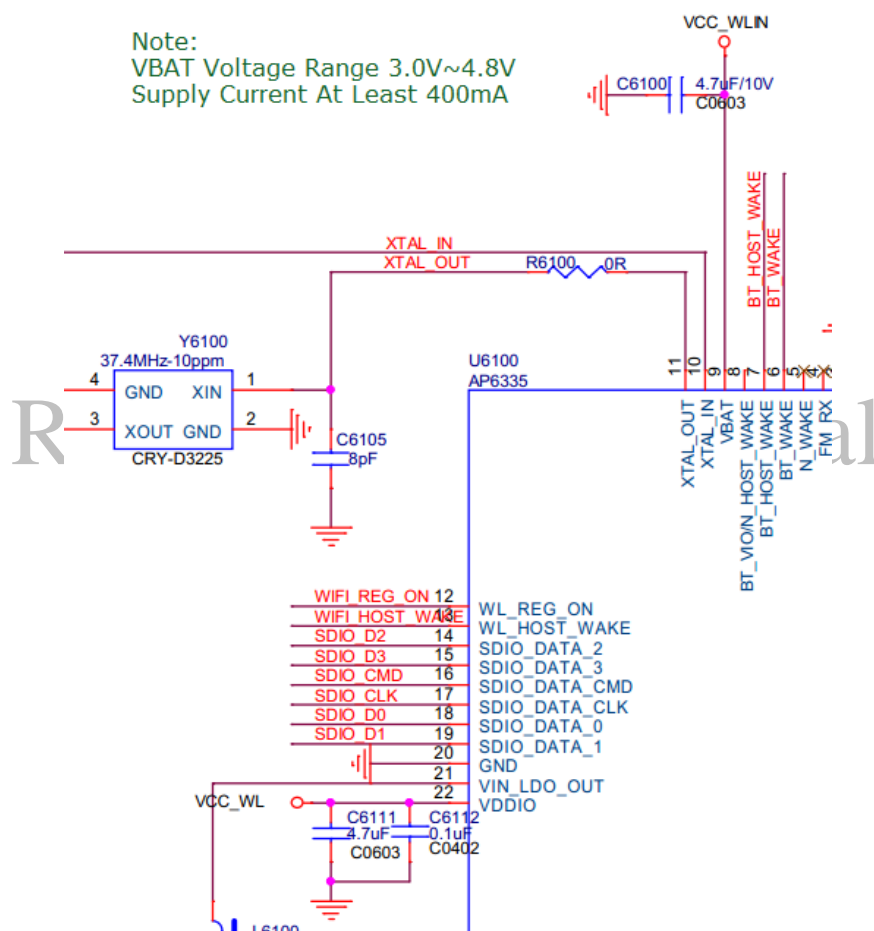 Note:
VBAT Voltage Range 3.0V~4.8V
Supply Current At Least 400mA
VCC_WLIN
C6100
4.7uF/10V
C0603
BT_HOST_WAKE
BT_WAKE
XTAL_IN
XTAL_OUT
R6100
0R
Y6100
37.4MHz-10ppm
4
GND
XIN
1
3
XOUT
GND
2
CRY-D3225
C6105
8pF
U6100
AP6335
11
10
9
8
7
6
5
4
XTAL_OUT
XTAL_IN
VBAT
BT_VIO/N_HOST_WAKE
BT_HOST_WAKE
BT_WAKE
N_WAKE
FM_RX
R
al
WIFI_REG_ON 12 WL_REG_ON
WIFI_HOST_WAKE 13 WL_HOST_WAKE
SDIO_D2 14 SDIO_DATA_2
SDIO_D3 15 SDIO_DATA_3
SDIO_CMD 16 SDIO_DATA_CMD
SDIO_CLK 17 SDIO_DATA_CLK
SDIO_D0 18 SDIO_DATA_0
SDIO_D1 19 SDIO_DATA_1
20 GND
21 VIN_LDO_OUT
22 VDDIO
VCC_WL
C6111
4.7uF
C0603
C6112
0.1uF
C0402
L6100